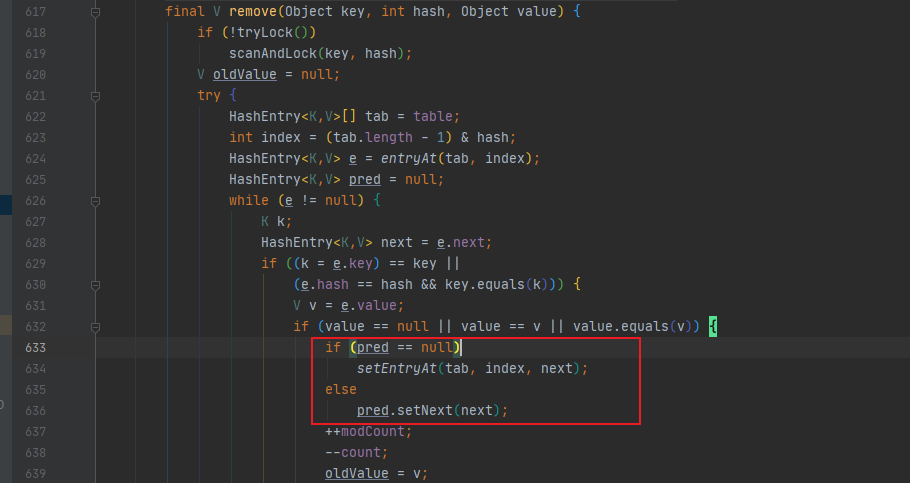 617 final V remove(Object key, int hash, Object value) {
618 if (!tryLock())
619 scanAndLock(key, hash);
620 V oldValue = null;
621 try {
622 HashEntry<K,V>[] tab = table;
623 int index = (tab.length - 1) & hash;
624 HashEntry<K,V> e = entryAt(tab, index);
625 HashEntry<K,V> pred = null;
626 while (e != null) {
627 K k;
628 HashEntry<K,V> next = e.next;
629 if ((k = e.key) == key ||
630 (e.hash == hash && key.equals(k))) {
631 V v = e.value;
632 if (value == null || value == v || value.equals(v)) {
633 if (pred == null)
634 setEntryAt(tab, index, next);
635 else
636 pred.setNext(next);
637 ++modCount;
638 --count;
639 oldValue = v;